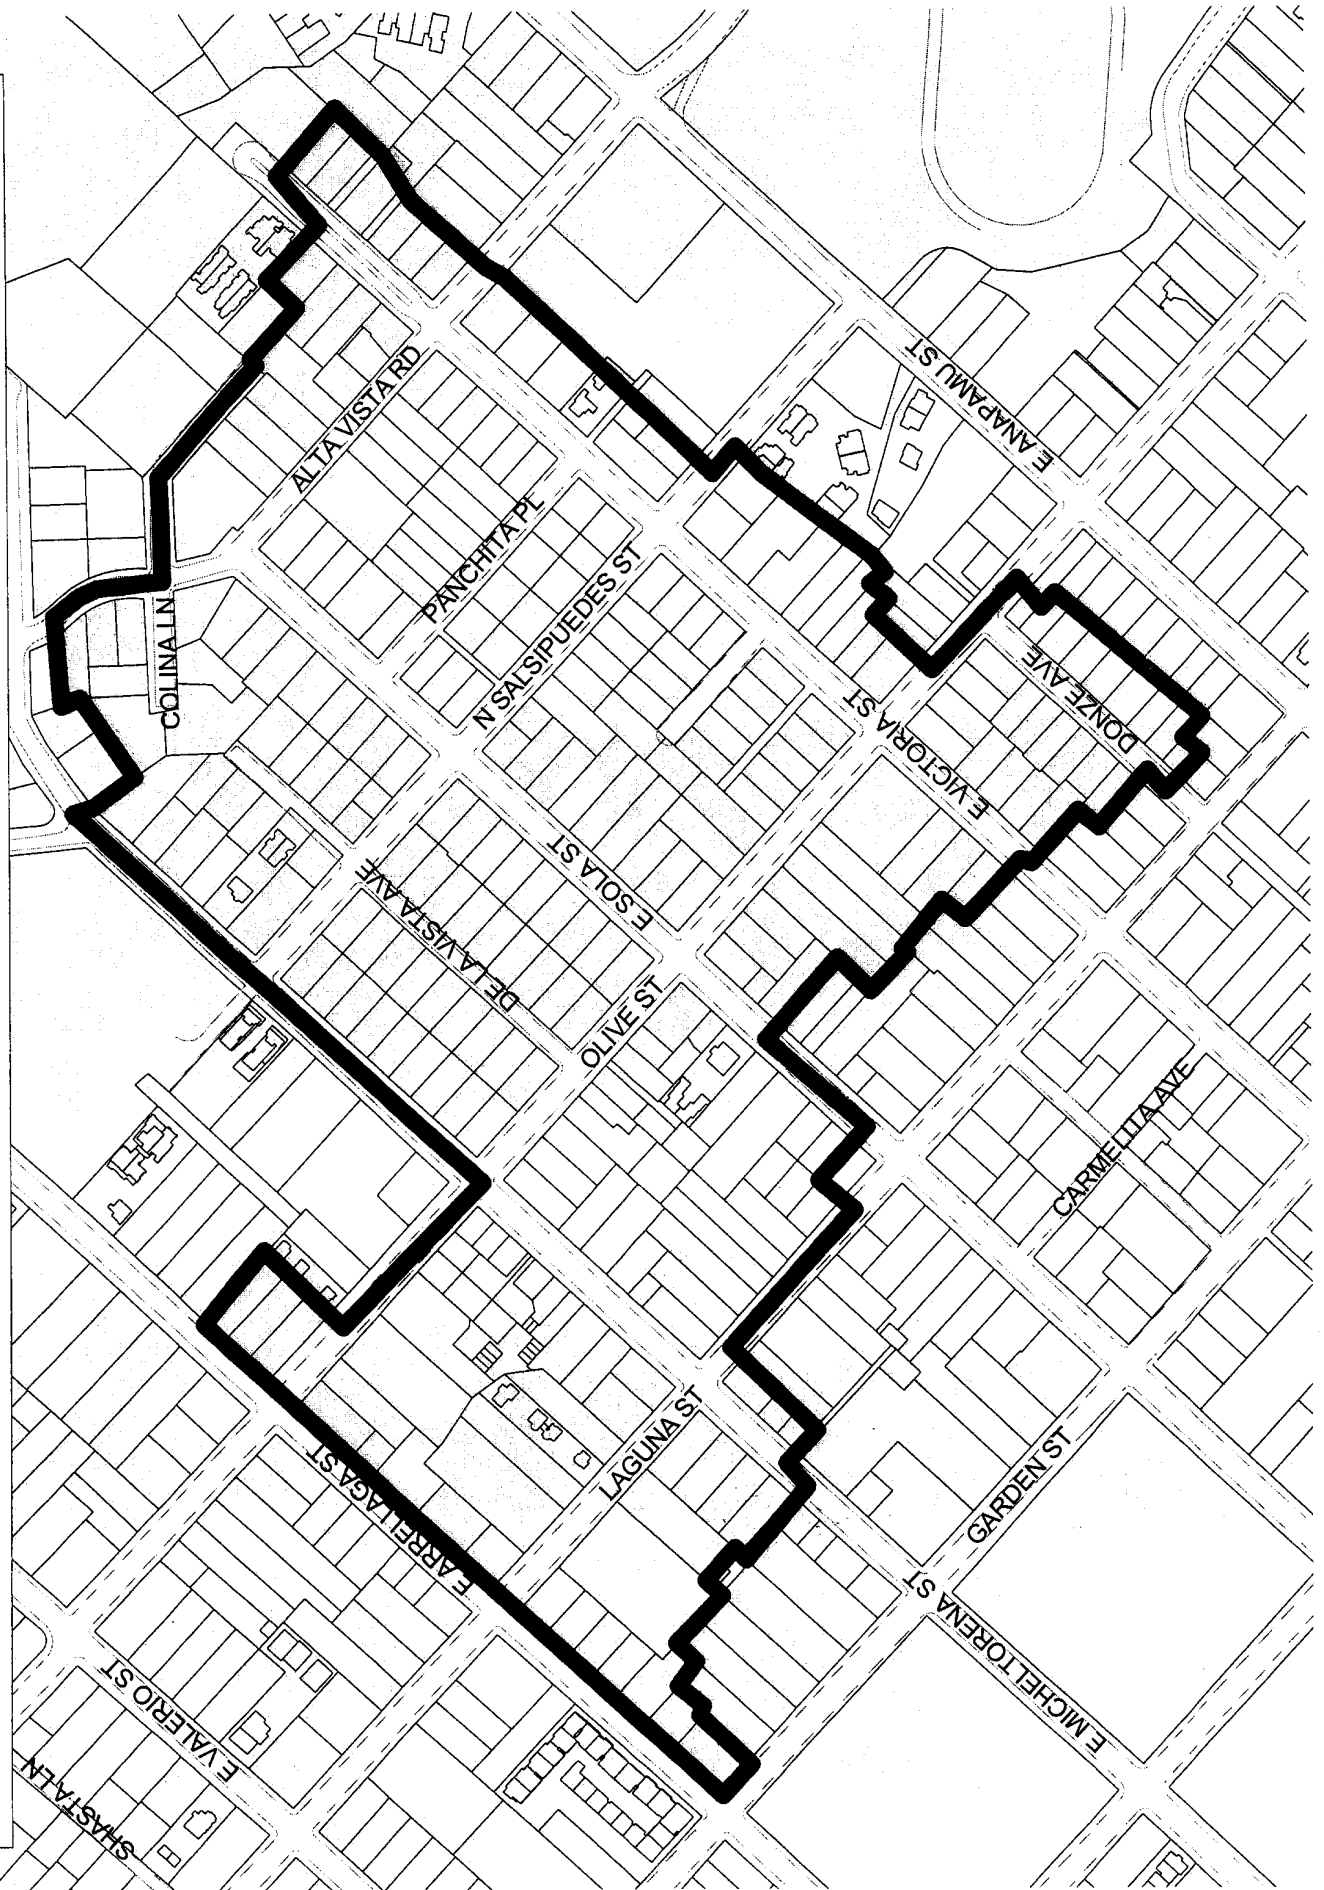 E ANAPAMU ST
ALTA VISTA RD
PANCHITA PL
N SALSIPUEDES ST
COLINA LN
DONZE AVE
E VICTORIA ST
E SOLA ST
DE LA VISTA AVE
OLIVE ST
CARMELITA AVE
LAGUNA ST
GARDEN ST
E ARRELLAGA ST
E MICHELTORENA ST
E VALERIO ST
SHASTA LN